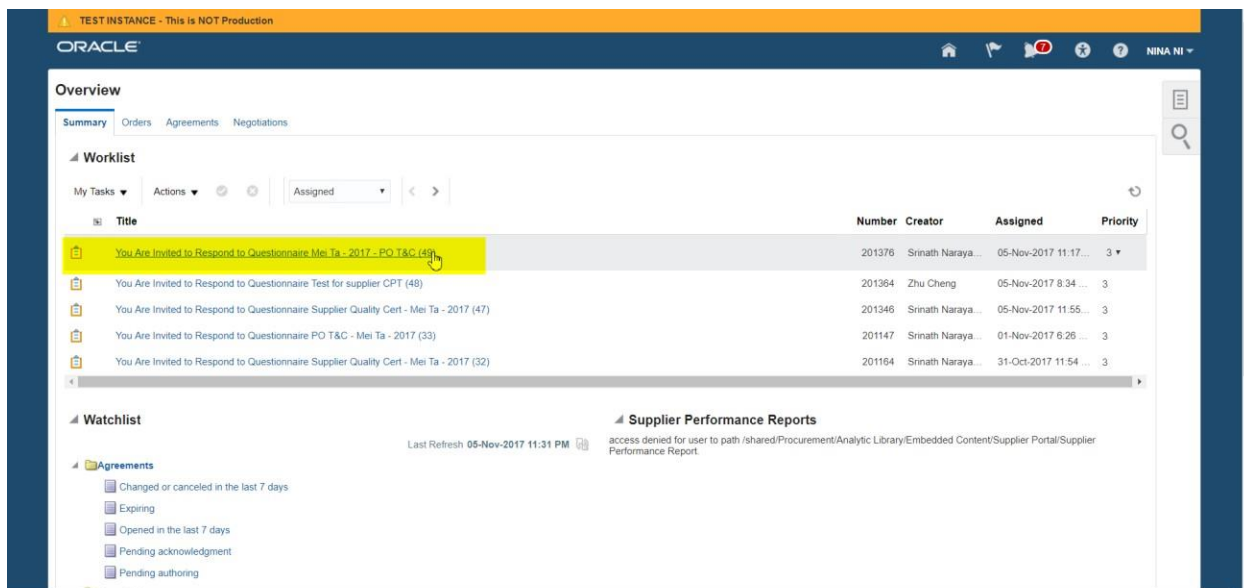 TEST INSTANCE - This is NOT Production
ORACLE
7
NINA NI
Overview
Summary Orders Agreements Negotiations
Worklist
My Tasks Actions Assigned
Title Number Creator Assigned Priority
You Are Invited to Respond to Questionnaire Mei Ta - 2017 - PO T&C (49) 201376 Srinath Naraya... 05-Nov-2017 11:17... 3
You Are Invited to Respond to Questionnaire Test for supplier CPT (48) 201364 Zhu Cheng 05-Nov-2017 8:34 ... 3
You Are Invited to Respond to Questionnaire Supplier Quality Cert - Mei Ta - 2017 (47) 201346 Srinath Naraya... 05-Nov-2017 11:55... 3
You Are Invited to Respond to Questionnaire PO T&C - Mei Ta - 2017 (33) 201147 Srinath Naraya... 01-Nov-2017 6:26 ... 3
You Are Invited to Respond to Questionnaire Supplier Quality Cert - Mei Ta - 2017 (32) 201164 Srinath Naraya... 31-Oct-2017 11:54 ... 3
Watchlist
Last Refresh 05-Nov-2017 11:31 PM
Agreements
Changed or canceled in the last 7 days
Expiring
Opened in the last 7 days
Pending acknowledgment
Pending authoring
Supplier Performance Reports
access denied for user to path /shared/Procurement/Analytic Library/Embedded Content/Supplier Portal/Supplier
Performance Report.